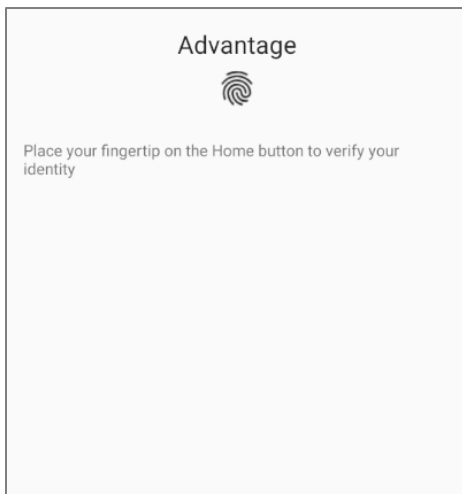 Advantage
Place your fingertip on the Home button to verify your
identity